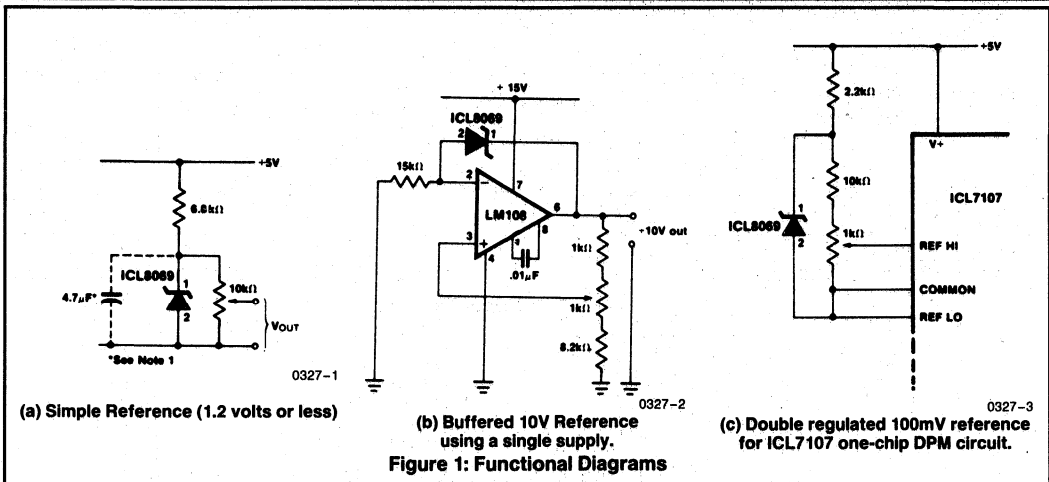 +5V
6.8kΩ
ICL8069
1
2
10kΩ
4.7μF*
VOUT
*See Note 1
0327-1
(a) Simple Reference (1.2 volts or less)
+ 15V
ICL8069
2
1
15kΩ
2
7
LM106
6
3
4
8
.01μF
+10V out
1kΩ
1kΩ
8.2kΩ
0327-2
(b) Buffered 10V Reference
using a single supply.
+5V
2.2kΩ
V+
10kΩ
ICL7107
ICL8069
1
2
1kΩ
REF HI
COMMON
REF LO
0327-3
(c) Double regulated 100mV reference
for ICL7107 one-chip DPM circuit.
Figure 1: Functional Diagrams